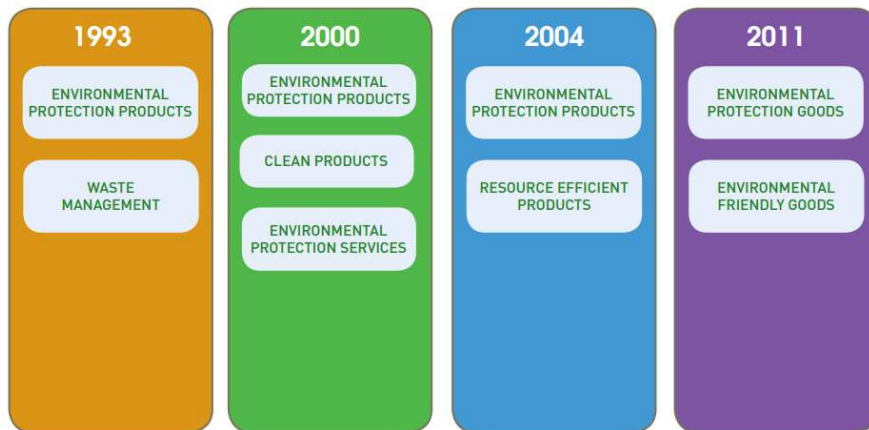 1993
ENVIRONMENTAL
PROTECTION PRODUCTS
WASTE
MANAGEMENT
2000
ENVIRONMENTAL
PROTECTION PRODUCTS
CLEAN PRODUCTS
ENVIRONMENTAL
PROTECTION SERVICES
2004
ENVIRONMENTAL
PROTECTION PRODUCTS
RESOURCE EFFICIENT
PRODUCTS
2011
ENVIRONMENTAL
PROTECTION GOODS
ENVIRONMENTAL
FRIENDLY GOODS